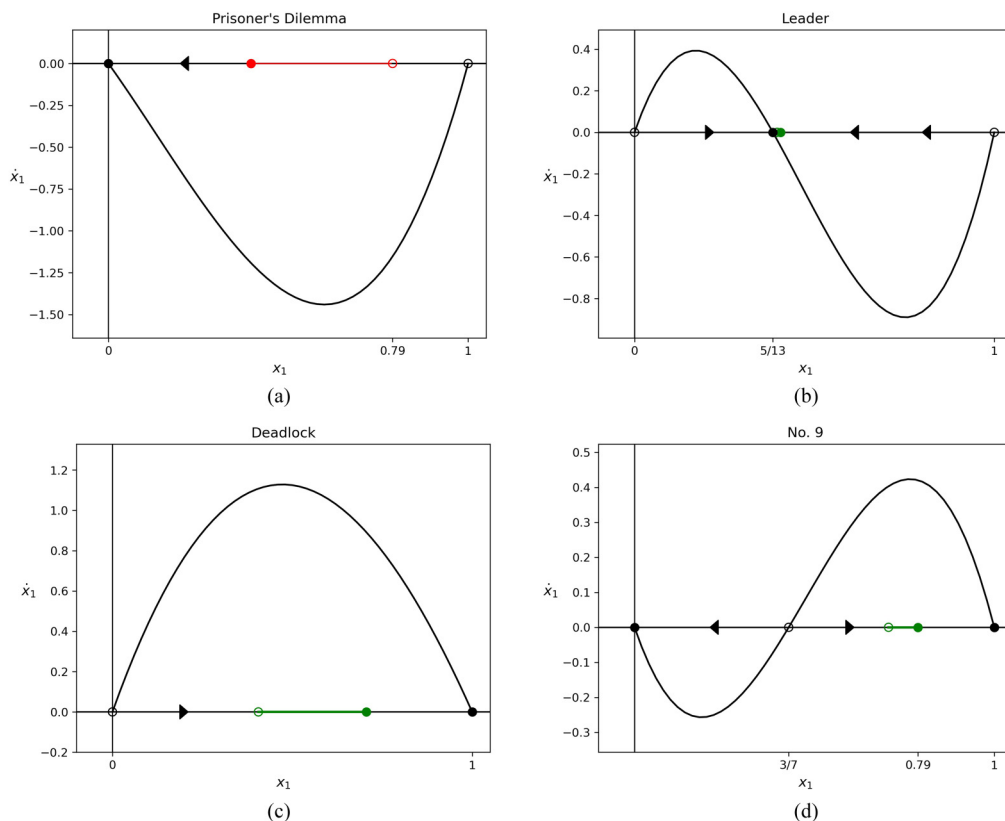 Prisoner's Dilemma
0.00
−0.25
−0.50
−0.75
−1.00
−1.25
−1.50
ẋ₁
0
0.79
1
x₁
(a)
Leader
0.4
0.2
0.0
−0.2
−0.4
−0.6
−0.8
ẋ₁
0
5/13
1
x₁
(b)
Deadlock
1.2
1.0
0.8
0.6
0.4
0.2
0.0
−0.2
ẋ₁
0
1
x₁
(c)
No. 9
0.5
0.4
0.3
0.2
0.1
0.0
−0.1
−0.2
−0.3
ẋ₁
3/7
0.79
1
x₁
(d)